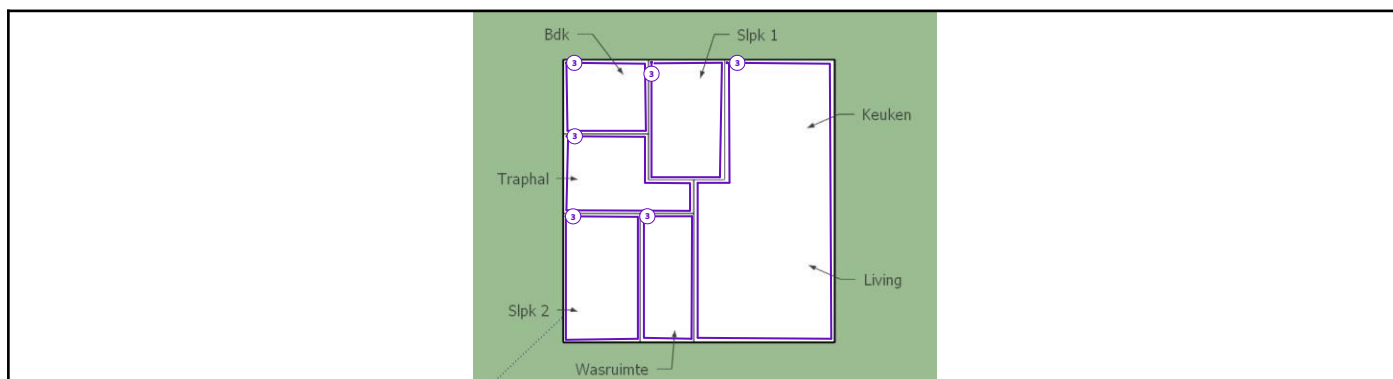 Bdk
Slpk 1
3
3
3
Keuken
3
Traphal
3
3
Living
Slpk 2
Wasruimte